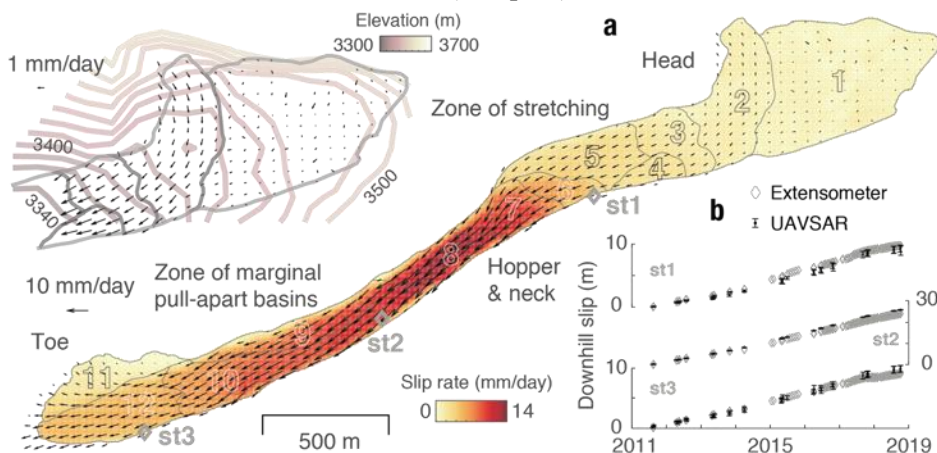 Elevation (m)
3300
3700
a
1 mm/day
Head
Zone of stretching
1
2
3
4
5
6
7
8
9
10
11
12
3400
3500
3340
st1
Extensometer
UAVSAR
b
10 mm/day
Zone of marginal
pull-apart basins
Hopper
& neck
Toe
st2
st3
Slip rate (mm/day)
0
14
500 m
Downhill slip (m)
10
st1
0
30
st2
0
10
st3
0
2011
2015
2019